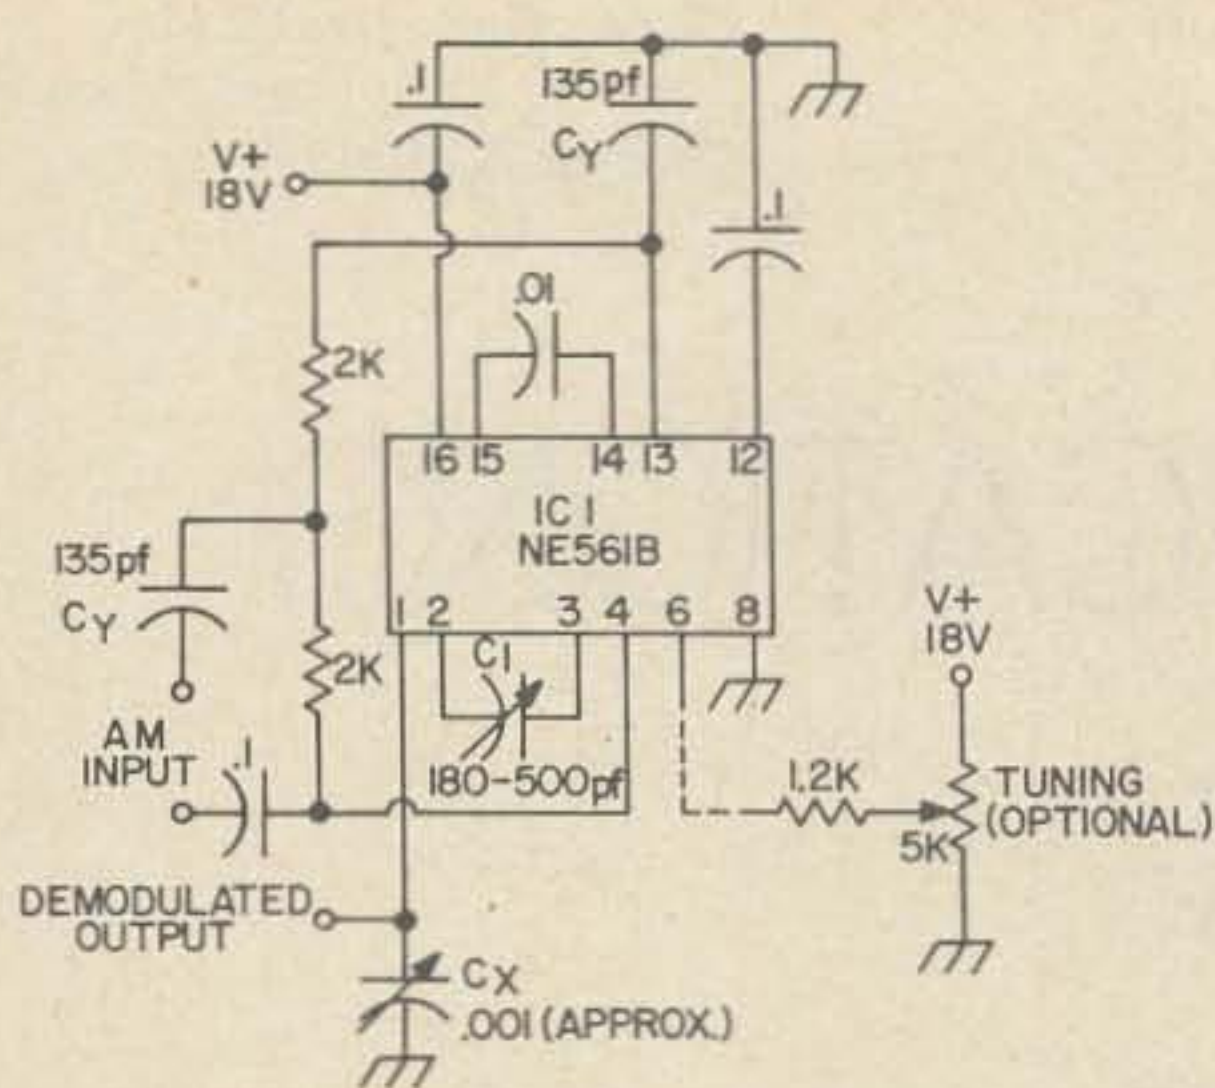 .1
135pf
CY
V+
18V
.1
.01
2K
16 15 14 13 12
IC 1
NE561B
135pf
CY
1 2 3 4 6 8
V+
18V
C1
2K
AM
INPUT
.1
180-500pf
1.2K
TUNING
(OPTIONAL)
5K
DEMODULATED
OUTPUT
CX
.001 (APPROX.)